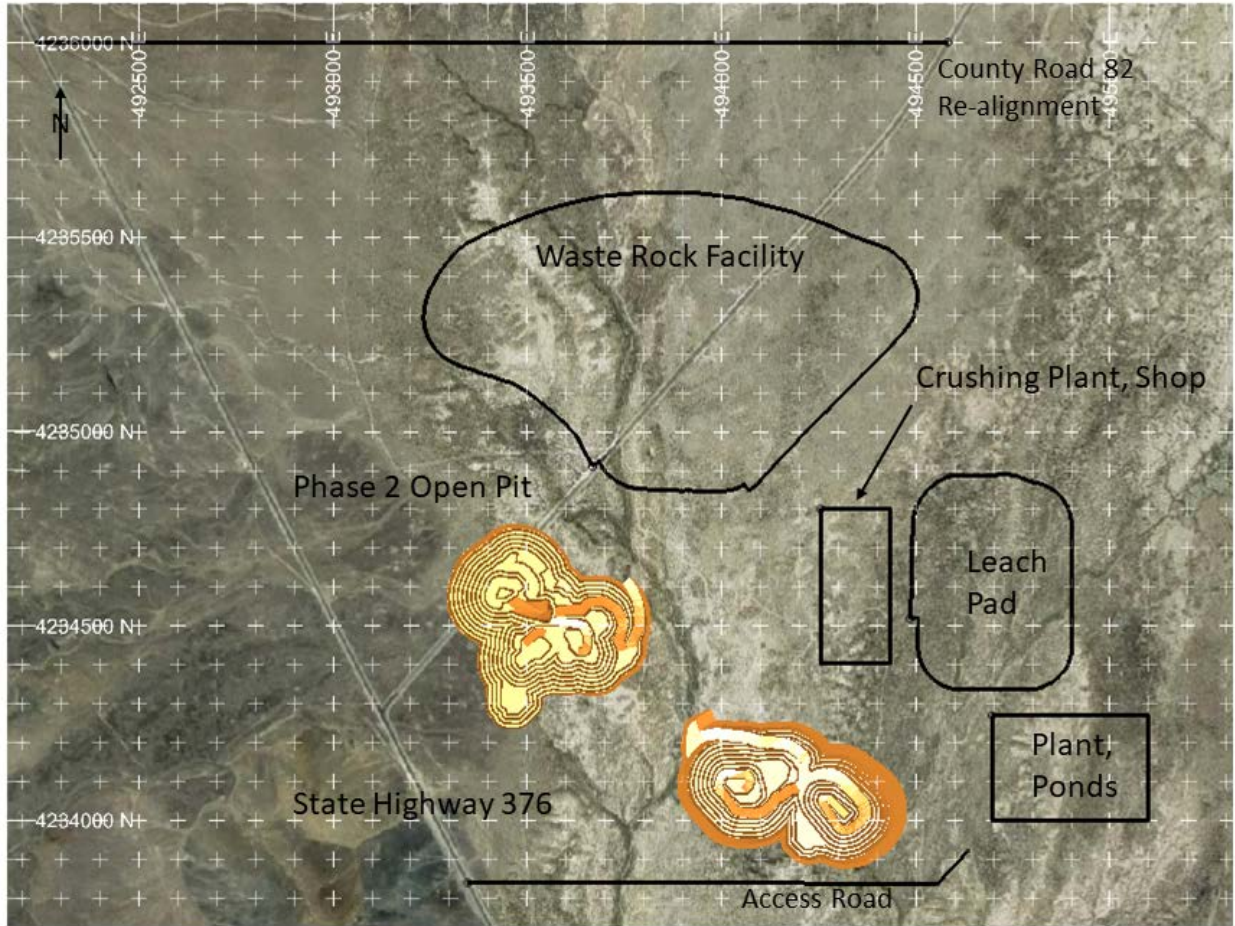 4236000 N
492500 E
493000 E
493500 E
494000 E
494500 E
County Road 82
Re-alignment
N
4235500 N
Waste Rock Facility
Crushing Plant, Shop
4235000 N
Phase 2 Open Pit
Leach
Pad
4234500 N
Plant,
Ponds
State Highway 376
4234000 N
Access Road